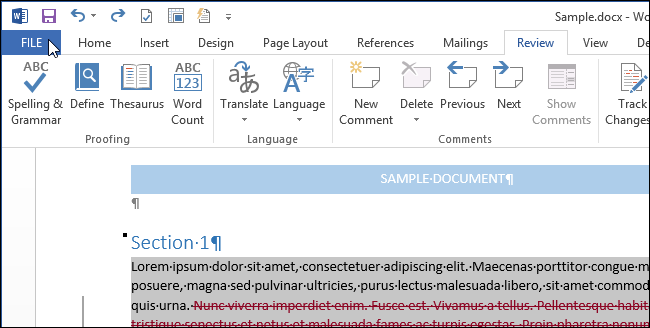 Sample.docx - Wo
FILE Home Insert Design Page Layout References Mailings Review View De
ABC ABC 123
Spelling & Grammar Define Thesaurus Word Count Translate Language New Comment Delete Previous Next Show Comments Track Changes
Proofing Language Comments
SAMPLE·DOCUMENT¶
¶
Section·1¶
Lorem·ipsum·dolor·sit·amet,·consectetuer·adipiscing·elit.·Maecenas·porttitor·congue·m
posuere,·magna·sed·pulvinar·ultricies,·purus·lectus·malesuada·libero,·sit·amet·commod
quis·urna.·Nunc·viverra·imperdiet·enim.·Fusce·est.·Vivamus·a·tellus.·Pellentesque·habit
tristique·senectus·et·netus·et·malesuada·fames·ac·turpis·egestas.·Proin·pharetra·nonu